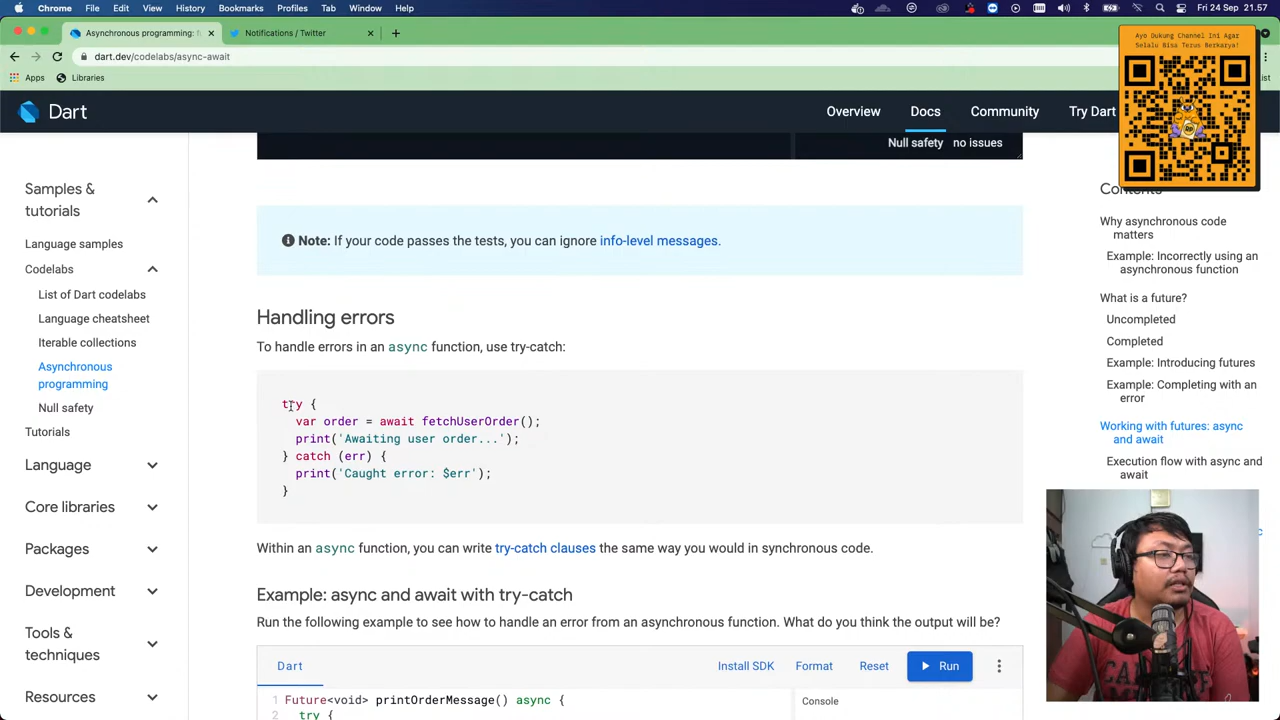 Chrome File Edit View History Bookmarks Profiles Tab Window Help
Fri 24 Sep 21.57
Asynchronous programming: f
Notifications / Twitter
dart.dev/codelabs/async-await
Apps
Libraries
Ayo Dukung Channel Ini Agar
Selalu Bisa Terus Berkarya!
Dart
Overview
Docs
Community
Try Dart
Null safety no issues
Samples &
tutorials
Language samples
Codelabs
List of Dart codelabs
Language cheatsheet
Iterable collections
Asynchronous
programming
Null safety
Tutorials
Language
Core libraries
Packages
Development
Tools &
techniques
Resources
Note: If your code passes the tests, you can ignore info-level messages.
Handling errors
To handle errors in an async function, use try-catch:
try {
var order = await fetchUserOrder();
print('Awaiting user order...');
} catch (err) {
print('Caught error: $err');
}
Within an async function, you can write try-catch clauses the same way you would in synchronous code.
Example: async and await with try-catch
Run the following example to see how to handle an error from an asynchronous function. What do you think the output will be?
Dart
Install SDK
Format
Reset
Run
1 Future<void> printOrderMessage() async {
2 try {
Console
Contents
Why asynchronous code
matters
Example: Incorrectly using an
asynchronous function
What is a future?
Uncompleted
Completed
Example: Introducing futures
Example: Completing with an
error
Working with futures: async
and await
Execution flow with async and
await